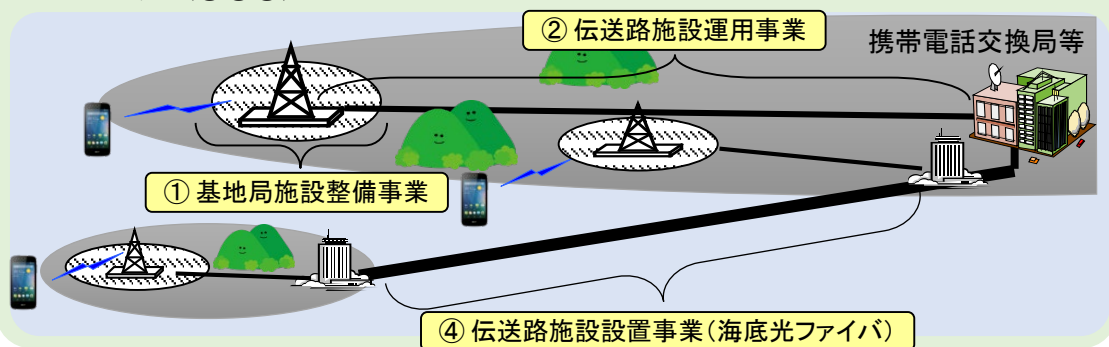 ② 伝送路施設運用事業
携帯電話交換局等
① 基地局施設整備事業
④ 伝送路施設設置事業(海底光ファイバ)